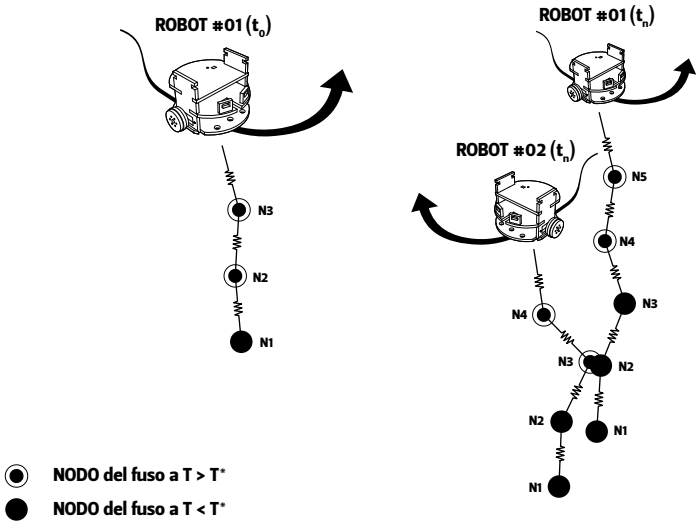 ROBOT #01 (t₀)
N3
N2
N1
ROBOT #01 (tₙ)
ROBOT #02 (tₙ)
N5
N4
N3
N2
N1
N4
N3
N2
N1
NODO del fuso a T > T*
NODO del fuso a T < T*